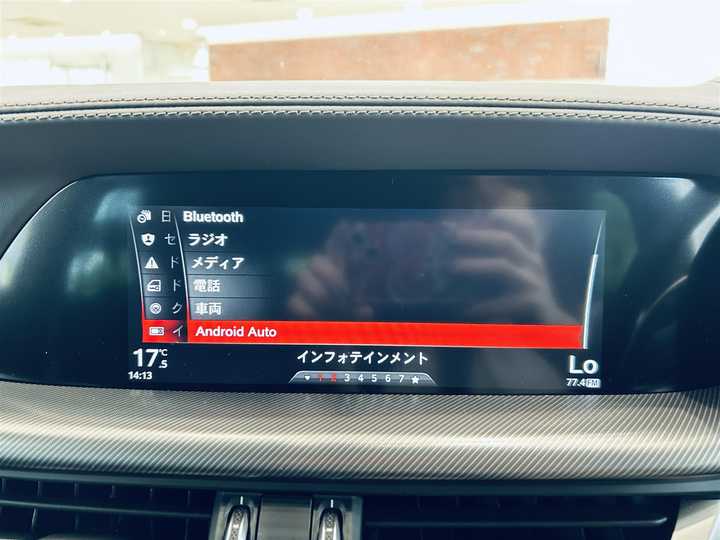 日 Bluetooth
セ ラジオ
ド メディア
ド 電話
ク 車両
イ Android Auto
17.5℃ インフォテインメント Lo
14:13 ♥ 1 2 3 4 5 6 7 ★ 77.4 FM